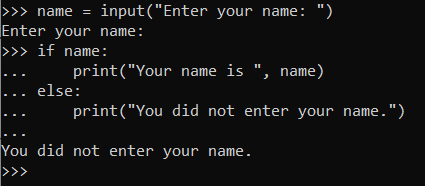 >>> name = input("Enter your name: ")
Enter your name:
>>> if name:
...     print("Your name is ", name)
... else:
...     print("You did not enter your name.")
...
You did not enter your name.
>>>